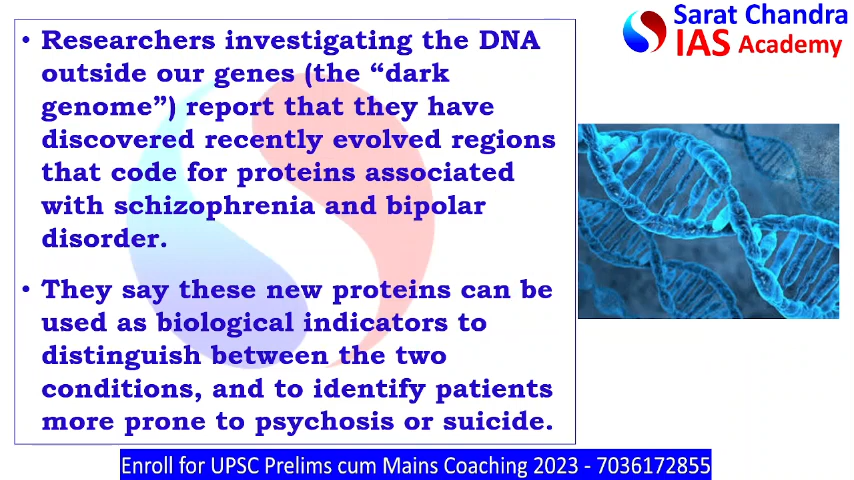 Sarat Chandra
IAS Academy
• Researchers investigating the DNA
outside our genes (the “dark
genome”) report that they have
discovered recently evolved regions
that code for proteins associated
with schizophrenia and bipolar
disorder.
• They say these new proteins can be
used as biological indicators to
distinguish between the two
conditions, and to identify patients
more prone to psychosis or suicide.
Enroll for UPSC Prelims cum Mains Coaching 2023 - 7036172855